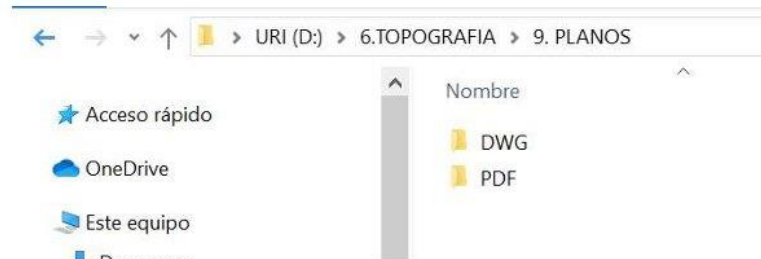 URI (D:) > 6.TOPOGRAFIA > 9. PLANOS
Nombre
Acceso rápido
DWG
OneDrive
PDF
Este equipo